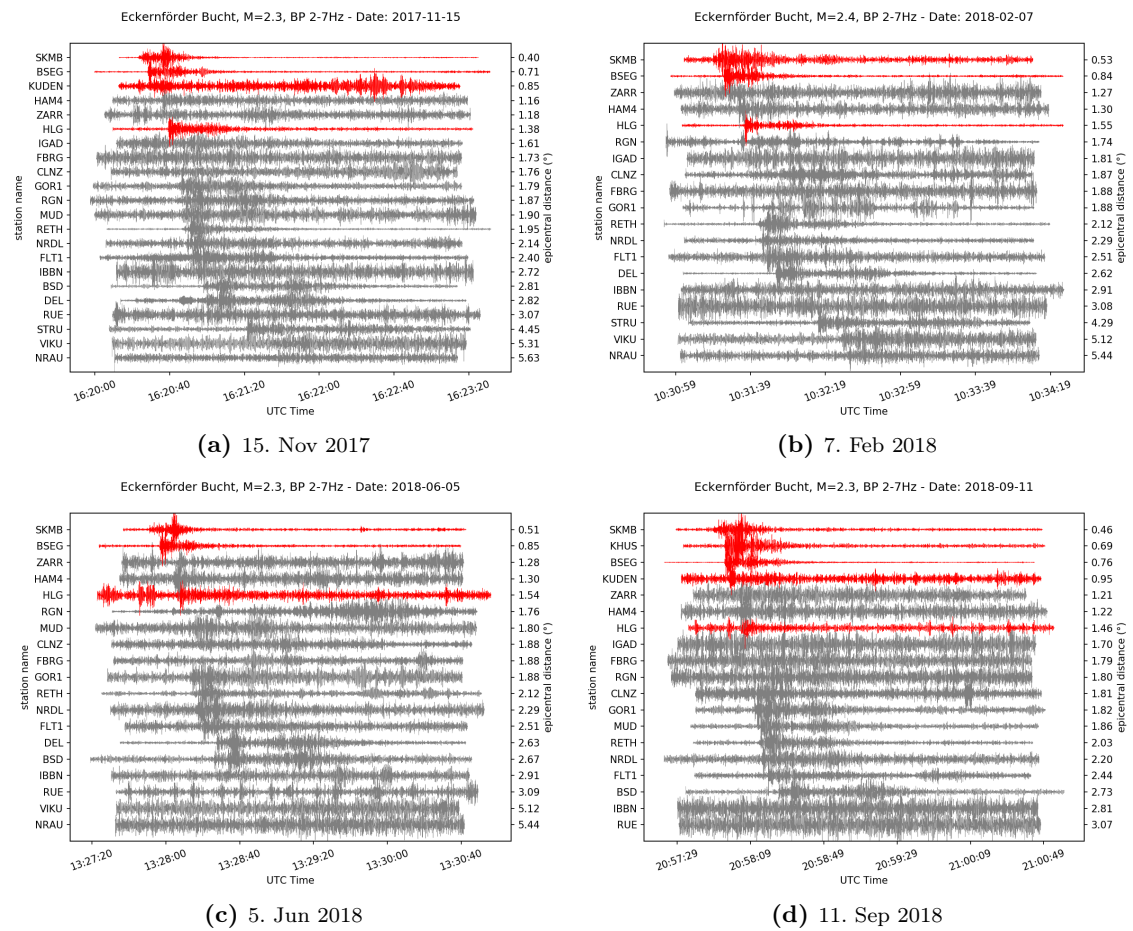 Eckernförder Bucht, M=2.3, BP 2-7Hz - Date: 2017-11-15
SKMB 0.40
BSEG 0.71
KUDEN 0.85
HAM4 1.16
ZARR 1.18
HLG 1.38
IGAD 1.61
FBRG 1.73
CLNZ 1.76
GOR1 1.79
RGN 1.87
MUD 1.90
RETH 1.95
NRDL 2.14
FLT1 2.40
IBBN 2.72
BSD 2.81
DEL 2.82
RUE 3.07
STRU 4.45
VIKU 5.31
NRAU 5.63
station name
epicentral distance (°)
16:20:00 16:20:40 16:21:20 16:22:00 16:22:40 16:23:20
UTC Time
(a) 15. Nov 2017
Eckernförder Bucht, M=2.4, BP 2-7Hz - Date: 2018-02-07
SKMB 0.53
BSEG 0.84
ZARR 1.27
HAM4 1.30
HLG 1.55
RGN 1.74
IGAD 1.81
CLNZ 1.87
FBRG 1.88
GOR1 1.88
RETH 2.12
NRDL 2.29
FLT1 2.51
DEL 2.62
IBBN 2.91
RUE 3.08
STRU 4.29
VIKU 5.12
NRAU 5.44
station name
epicentral distance (°)
10:30:59 10:31:39 10:32:19 10:32:59 10:33:39 10:34:19
UTC Time
(b) 7. Feb 2018
Eckernförder Bucht, M=2.3, BP 2-7Hz - Date: 2018-06-05
SKMB 0.51
BSEG 0.85
ZARR 1.28
HAM4 1.30
HLG 1.54
RGN 1.76
MUD 1.80
CLNZ 1.88
FBRG 1.88
GOR1 1.88
RETH 2.12
NRDL 2.29
FLT1 2.51
DEL 2.63
BSD 2.67
IBBN 2.91
RUE 3.09
VIKU 5.12
NRAU 5.44
station name
epicentral distance (°)
13:27:20 13:28:00 13:28:40 13:29:20 13:30:00 13:30:40
UTC Time
(c) 5. Jun 2018
Eckernförder Bucht, M=2.3, BP 2-7Hz - Date: 2018-09-11
SKMB 0.46
KHUS 0.69
BSEG 0.76
KUDEN 0.95
ZARR 1.21
HAM4 1.22
HLG 1.46
IGAD 1.70
FBRG 1.79
RGN 1.80
CLNZ 1.81
GOR1 1.82
MUD 1.86
RETH 2.03
NRDL 2.20
FLT1 2.44
BSD 2.73
IBBN 2.81
RUE 3.07
station name
epicentral distance (°)
20:57:29 20:58:09 20:58:49 20:59:29 21:00:09 21:00:49
UTC Time
(d) 11. Sep 2018